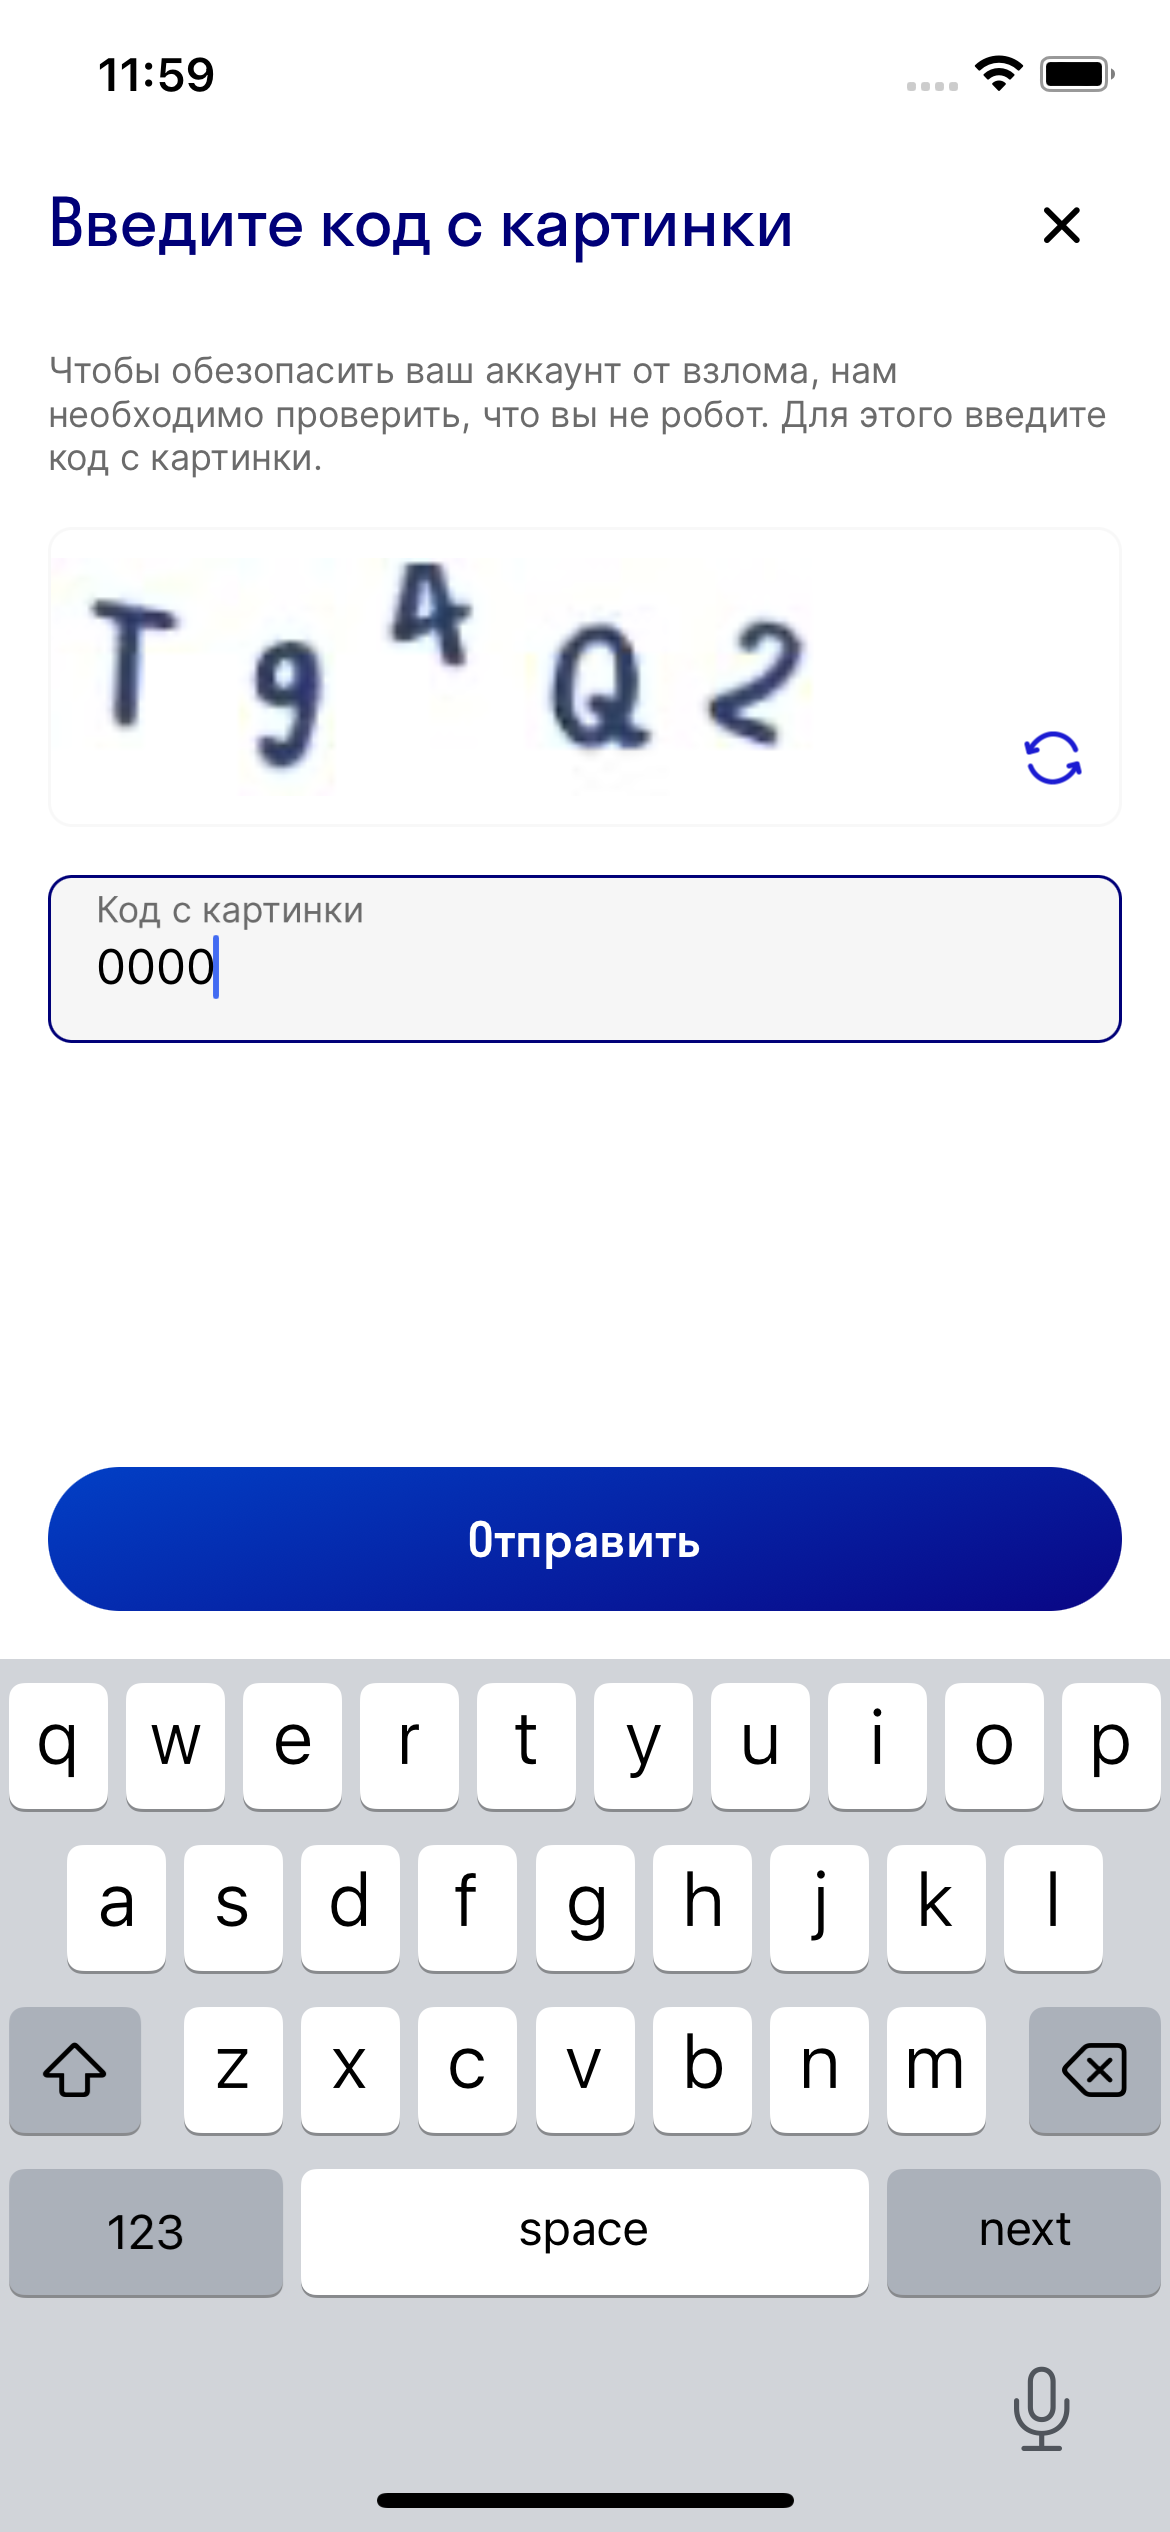 11:59
Введите код с картинки
Чтобы обезопасить ваш аккаунт от взлома, нам
необходимо проверить, что вы не робот. Для этого введите
код с картинки.
T 9 4 Q 2
Код с картинки
0000
Отправить
q w e r t y u i o p
a s d f g h j k l
z x c v b n m
123 space next